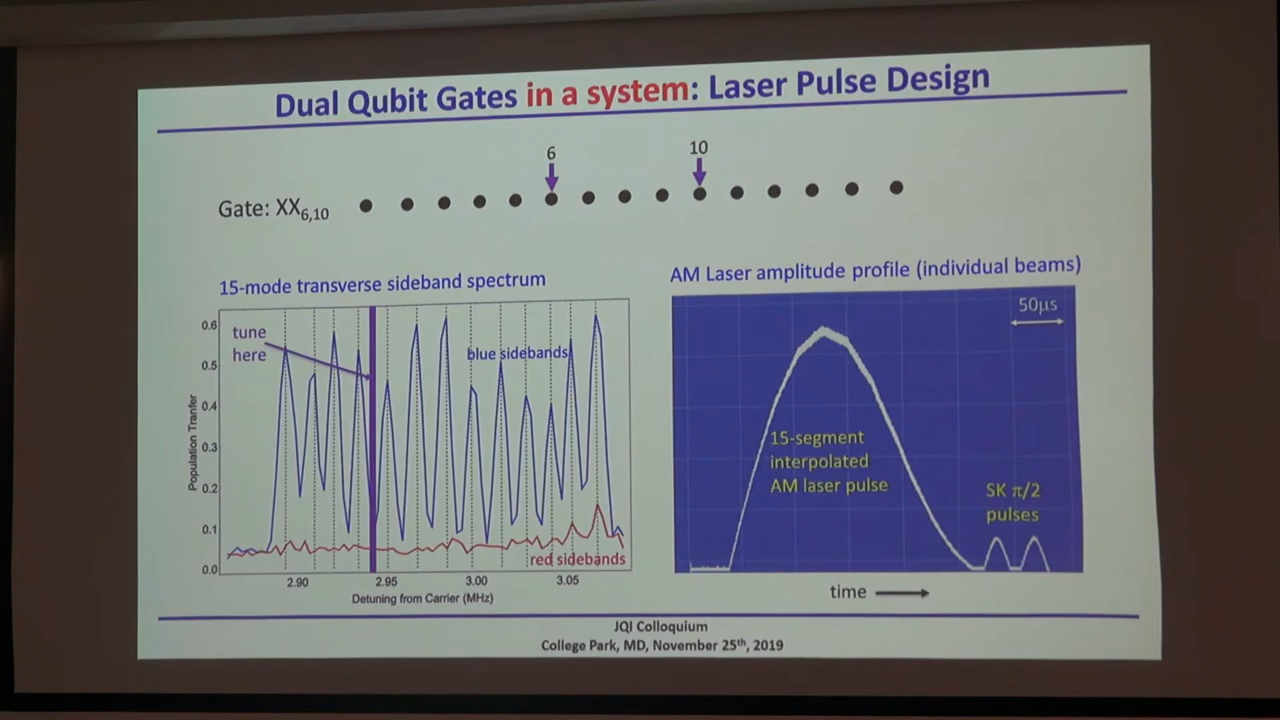 Dual Qubit Gates in a system: Laser Pulse Design
6
10
Gate: XX6,10
15-mode transverse sideband spectrum
AM Laser amplitude profile (individual beams)
0.6
0.5
0.4
0.3
0.2
0.1
0.0
Population Tranfer
tune
here
blue sidebands
red sidebands
2.90
2.95
3.00
3.05
Detuning from Carrier (MHz)
50µs
15-segment
interpolated
AM laser pulse
SK π/2
pulses
time
JQI Colloquium
College Park, MD, November 25th, 2019